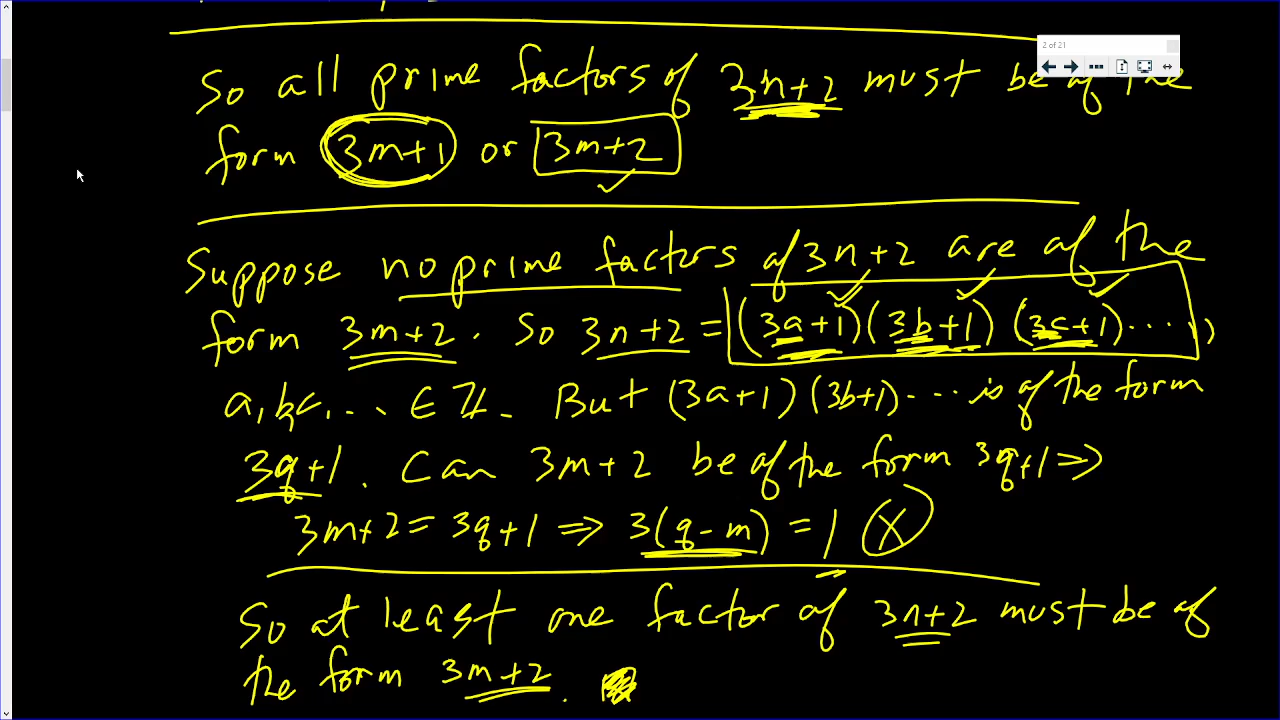 2 of 21
So all prime factors of 3n+2 must be of the
form 3m+1 or 3m+2
Suppose no prime factors of 3n+2 are of the
form 3m+2. So 3n+2 = (3a+1)(3b+1)(3c+1)....,
a,b,c,... ∈ ℤ. But (3a+1)(3b+1)... is of the form
3q+1. Can 3m+2 be of the form 3q+1 ⇒
3m+2 = 3q+1 ⇒ 3(q-m) = 1 X
So at least one factor of 3n+2 must be of
the form 3m+2.